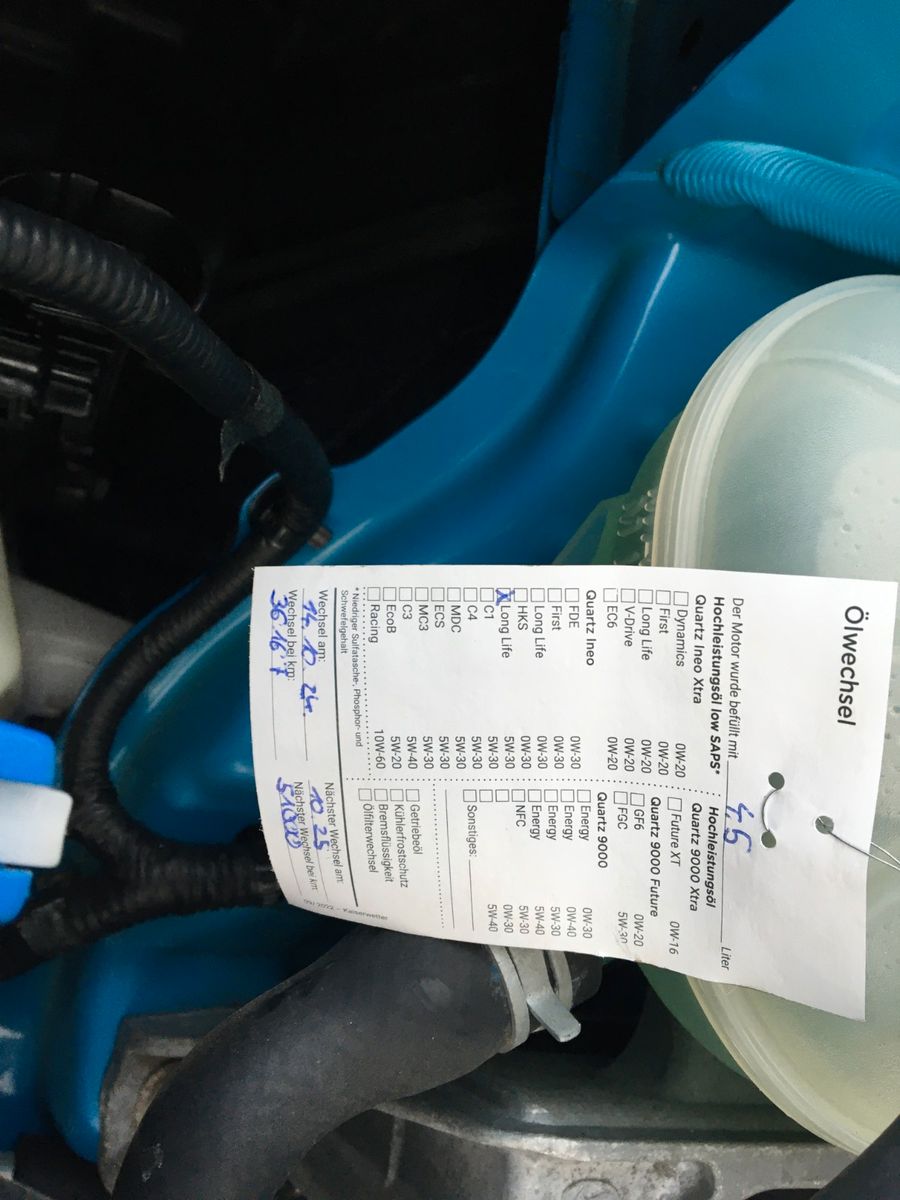 Ölwechsel
Der Motor wurde befüllt mit 4,5 Liter
Hochleistungsöl low SAPS*
Quartz Ineo Xtra
Dynamics 0W-20
First 0W-20
Long Life 0W-20
V-Drive 0W-20
EC6 0W-20
Quartz Ineo
FDE 0W-30
First 0W-30
Long Life 0W-30
HKS 0W-30
X Long Life 5W-30
C1 5W-30
C4 5W-30
MDC 5W-30
ECS 5W-30
MC3 5W-30
C3 5W-40
EcoB 5W-20
Racing 10W-60
* Niedriger Sulfatasche-, Phosphor- und
Schwefelgehalt
Hochleistungsöl
Quartz 9000 Xtra
Future XT 0W-16
Quartz 9000 Future
GF6 0W-20
FGC 5W-30
Quartz 9000
Energy 0W-30
Energy 0W-40
Energy 5W-30
Energy 5W-40
NFC 5W-30
0W-30
5W-40
Sonstiges:
Getriebeöl
Kühlerfrostschutz
Bremsflüssigkeit
Ölfilterwechsel
Wechsel am:
14.10.24
Wechsel bei km:
36167
Nächster Wechsel am:
10.25
Nächster Wechsel bei km:
51000
09/2022 – Kaiserwetter